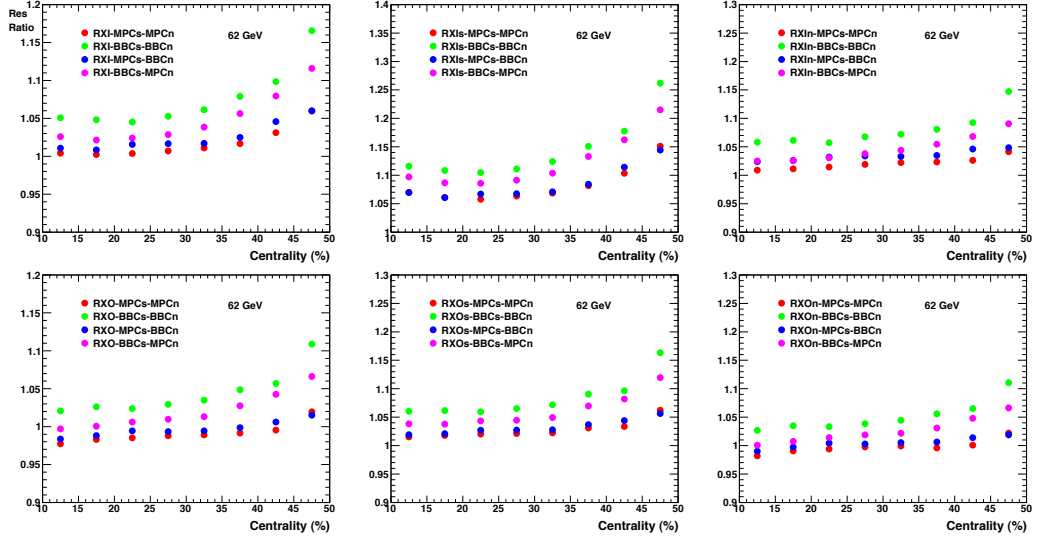 Res
Ratio
1.2
1.15
1.1
1.05
1
0.95
0.9
10 15 20 25 30 35 40 45 50
Centrality (%)
RXI-MPCs-MPCn
RXI-BBCs-BBCn
RXI-MPCs-BBCn
RXI-BBCs-MPCn
62 GeV
1.4
1.35
1.3
1.25
1.2
1.15
1.1
1.05
1
10 15 20 25 30 35 40 45 50
Centrality (%)
RXIs-MPCs-MPCn
RXIs-BBCs-BBCn
RXIs-MPCs-BBCn
RXIs-BBCs-MPCn
62 GeV
1.3
1.25
1.2
1.15
1.1
1.05
1
0.95
0.9
10 15 20 25 30 35 40 45 50
Centrality (%)
RXIn-MPCs-MPCn
RXIn-BBCs-BBCn
RXIn-MPCs-BBCn
RXIn-BBCs-MPCn
62 GeV
1.2
1.15
1.1
1.05
1
0.95
0.9
10 15 20 25 30 35 40 45 50
Centrality (%)
RXO-MPCs-MPCn
RXO-BBCs-BBCn
RXO-MPCs-BBCn
RXO-BBCs-MPCn
62 GeV
1.3
1.25
1.2
1.15
1.1
1.05
1
0.95
0.9
10 15 20 25 30 35 40 45 50
Centrality (%)
RXOs-MPCs-MPCn
RXOs-BBCs-BBCn
RXOs-MPCs-BBCn
RXOs-BBCs-MPCn
62 GeV
1.3
1.25
1.2
1.15
1.1
1.05
1
0.95
0.9
10 15 20 25 30 35 40 45 50
Centrality (%)
RXOn-MPCs-MPCn
RXOn-BBCs-BBCn
RXOn-MPCs-BBCn
RXOn-BBCs-MPCn
62 GeV